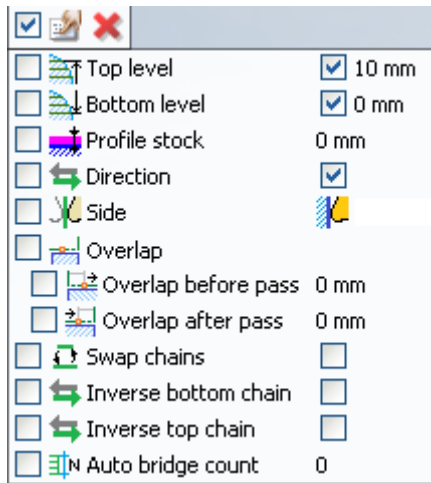 Top level 10 mm
Bottom level 0 mm
Profile stock 0 mm
Direction
Side
Overlap
Overlap before pass 0 mm
Overlap after pass 0 mm
Swap chains
Inverse bottom chain
Inverse top chain
N Auto bridge count 0